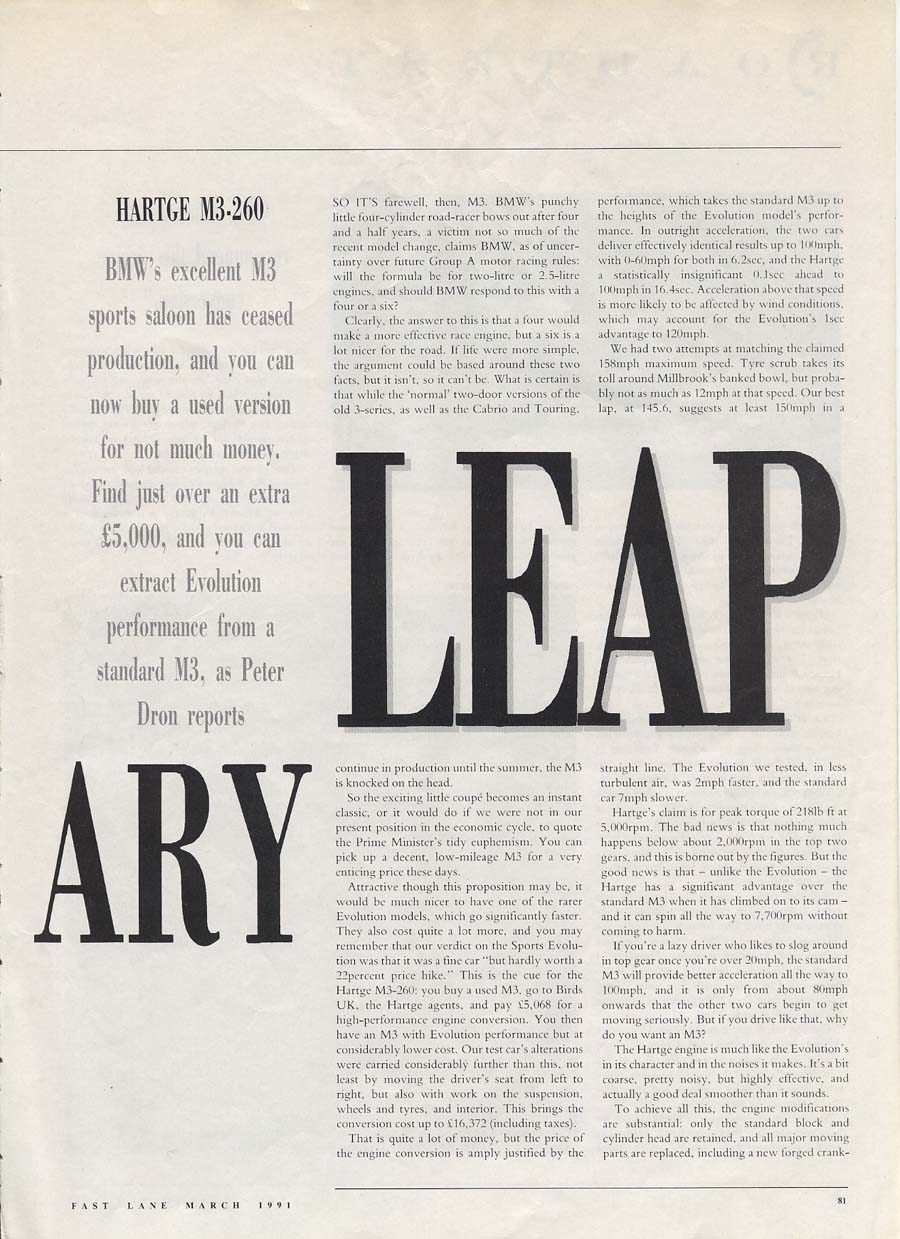 HARTGE M3-260
BMW's excellent M3
sports saloon has ceased
production, and you can
now buy a used version
for not much money.
Find just over an extra
£5,000, and you can
extract Evolution
performance from a
standard M3, as Peter
Dron reports
SO IT'S farewell, then, M3. BMW's punchy
little four-cylinder road-racer bows out after four
and a half years, a victim not so much of the
recent model change, claims BMW, as of uncer-
tainty over future Group A motor racing rules:
will the formula be for two-litre or 2.5-litre
engines, and should BMW respond to this with a
four or a six?
Clearly, the answer to this is that a four would
make a more effective race engine, but a six is a
lot nicer for the road. If life were more simple,
the argument could be based around these two
facts, but it isn't, so it can't be. What is certain is
that while the 'normal' two-door versions of the
old 3-series, as well as the Cabrio and Touring,
performance, which takes the standard M3 up to
the heights of the Evolution model's perfor-
mance. In outright acceleration, the two cars
deliver effectively identical results up to 100mph,
with 0-60mph for both in 6.2sec, and the Hartge
a statistically insignificant 0.1sec ahead to
100mph in 16.4sec. Acceleration above that speed
is more likely to be affected by wind conditions,
which may account for the Evolution's 1sec
advantage to 120mph.
We had two attempts at matching the claimed
158mph maximum speed. Tyre scrub takes its
toll around Millbrook's banked bowl, but proba-
bly not as much as 12mph at that speed. Our best
lap, at 145.6, suggests at least 150mph in a
LEAP
ARY
continue in production until the summer, the M3
is knocked on the head.
So the exciting little coupé becomes an instant
classic, or it would do if we were not in our
present position in the economic cycle, to quote
the Prime Minister's tidy euphemism. You can
pick up a decent, low-mileage M3 for a very
enticing price these days.
Attractive though this proposition may be, it
would be much nicer to have one of the rarer
Evolution models, which go significantly faster.
They also cost quite a lot more, and you may
remember that our verdict on the Sports Evolu-
tion was that it was a fine car "but hardly worth a
22percent price hike." This is the cue for the
Hartge M3-260: you buy a used M3, go to Birds
UK, the Hartge agents, and pay £5,068 for a
high-performance engine conversion. You then
have an M3 with Evolution performance but at
considerably lower cost. Our test car's alterations
were carried considerably further than this, not
least by moving the driver's seat from left to
right, but also with work on the suspension,
wheels and tyres, and interior. This brings the
conversion cost up to £16,372 (including taxes).
That is quite a lot of money, but the price of
the engine conversion is amply justified by the
straight line. The Evolution we tested, in less
turbulent air, was 2mph faster, and the standard
car 7mph slower.
Hartge's claim is for peak torque of 218lb ft at
5,000rpm. The bad news is that nothing much
happens below about 2,000rpm in the top two
gears, and this is borne out by the figures. But the
good news is that – unlike the Evolution – the
Hartge has a significant advantage over the
standard M3 when it has climbed on to its cam –
and it can spin all the way to 7,700rpm without
coming to harm.
If you're a lazy driver who likes to slog around
in top gear once you're over 20mph, the standard
M3 will provide better acceleration all the way to
100mph, and it is only from about 80mph
onwards that the other two cars begin to get
moving seriously. But if you drive like that, why
do you want an M3?
The Hartge engine is much like the Evolution's
in its character and in the noises it makes. It's a bit
coarse, pretty noisy, but highly effective, and
actually a good deal smoother than it sounds.
To achieve all this, the engine modifications
are substantial: only the standard block and
cylinder head are retained, and all major moving
parts are replaced, including a new forged crank-
FAST LANE MARCH 1991
81